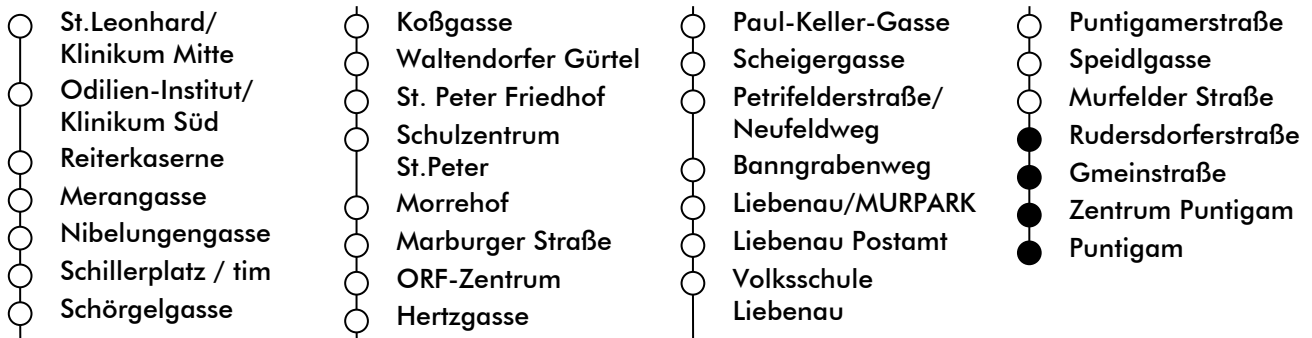 St.Leonhard/
Klinikum Mitte
Odilien-Institut/
Klinikum Süd
Reiterkaserne
Merangasse
Nibelungengasse
Schillerplatz / tim
Schörgelgasse
Koßgasse
Waltendorfer Gürtel
St. Peter Friedhof
Schulzentrum
St.Peter
Morrehof
Marburger Straße
ORF-Zentrum
Hertzgasse
Paul-Keller-Gasse
Scheigergasse
Petrifelderstraße/
Neufeldweg
Banngrabenweg
Liebenau/MURPARK
Liebenau Postamt
Volksschule
Liebenau
Puntigamerstraße
Speidlgasse
Murfelder Straße
Rudersdorferstraße
Gmeinstraße
Zentrum Puntigam
Puntigam